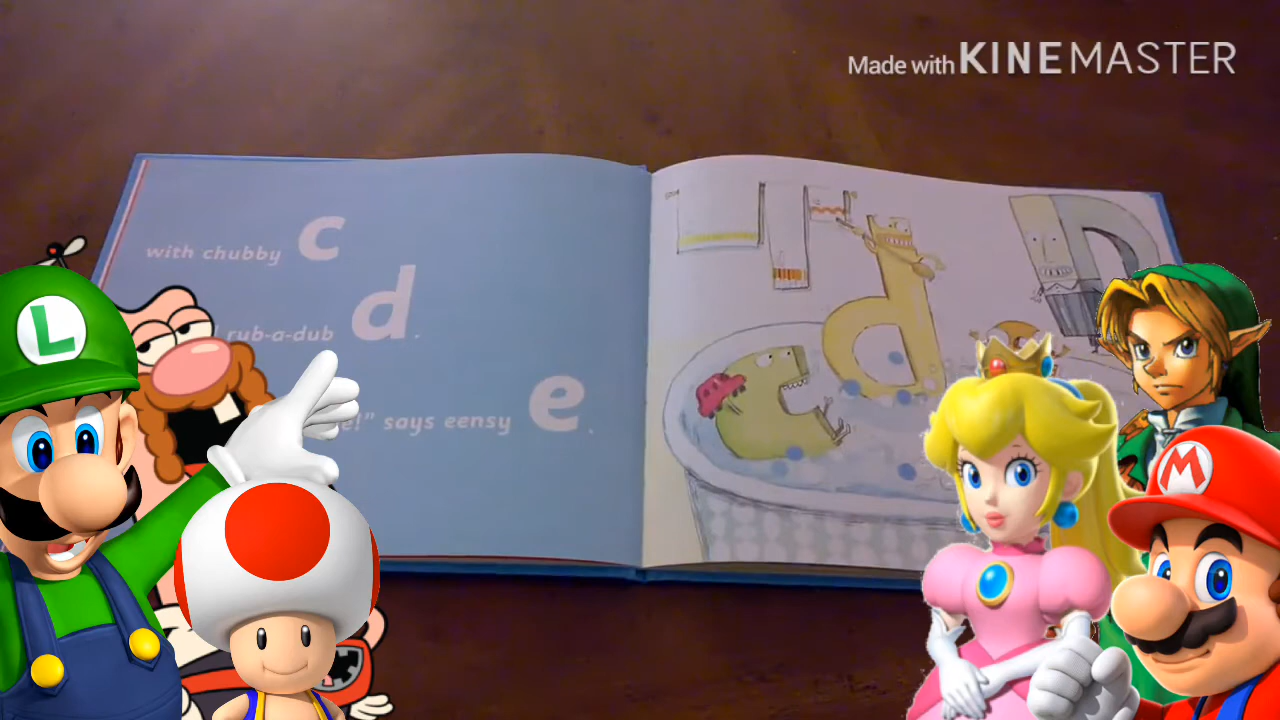 Made with KINEMASTER
with chubby c
rub-a-dub d.
says eensy e.
D
d
L
M